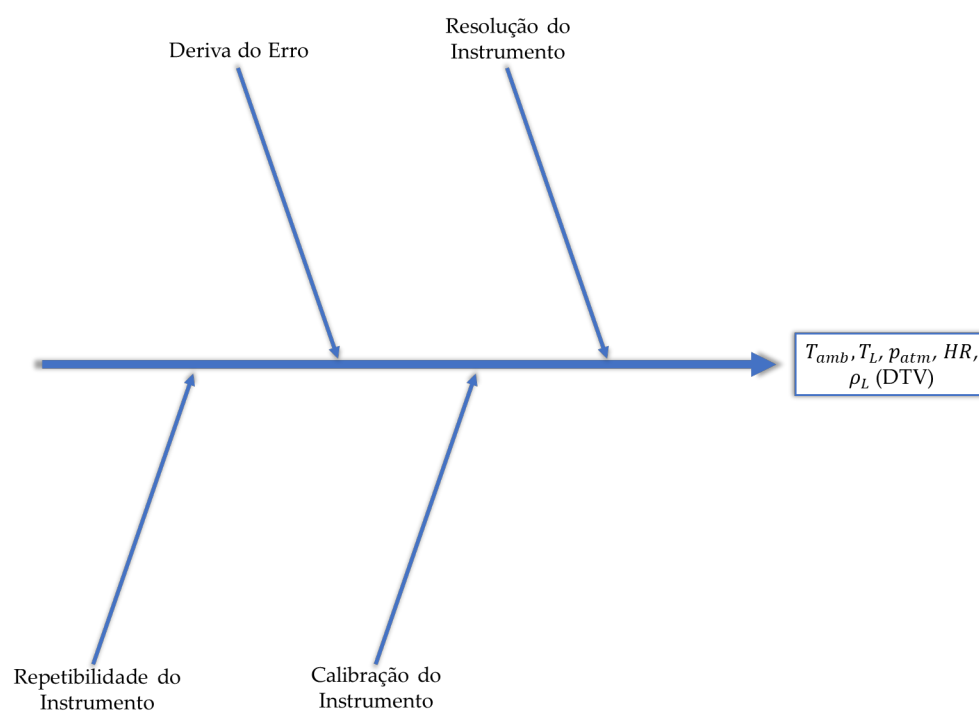 Resolução do
Instrumento
Deriva do Erro
T_amb, T_L, p_atm, HR,
ρ_L (DTV)
Repetibilidade do
Instrumento
Calibração do
Instrumento